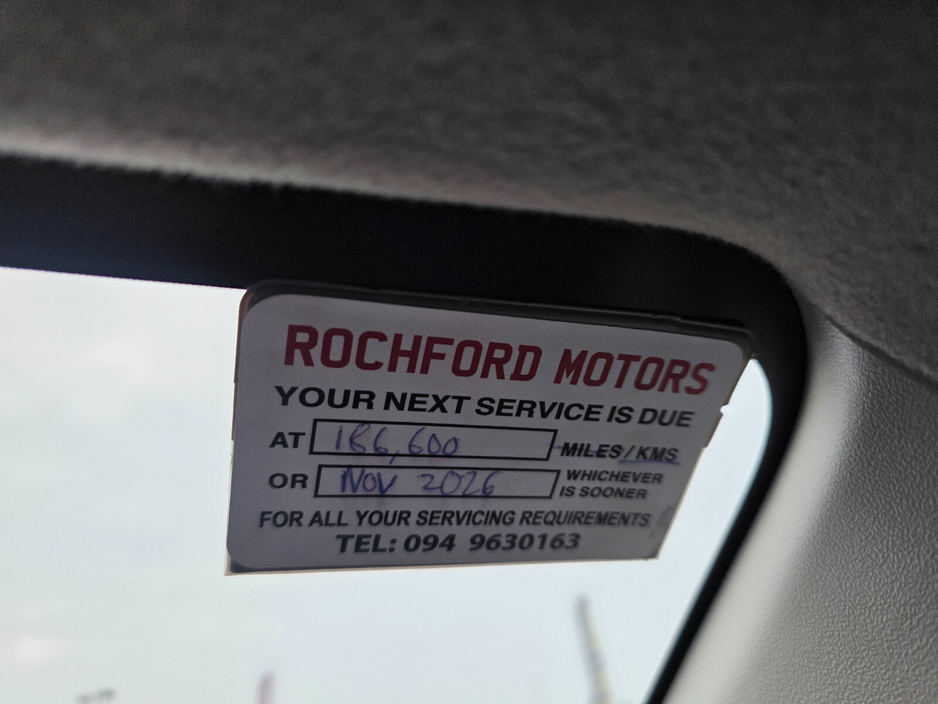 ROCHFORD MOTORS
YOUR NEXT SERVICE IS DUE
AT 186,600 MILES/KMS
OR NOV 2026 WHICHEVER
IS SOONER
FOR ALL YOUR SERVICING REQUIREMENTS
TEL: 094 9630163